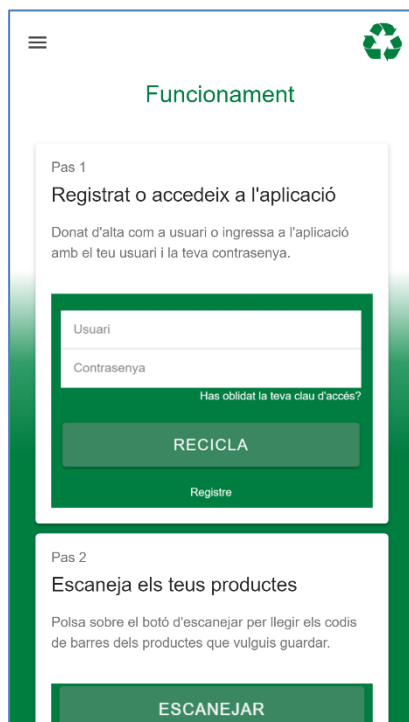 Funcionament
Pas 1
Registrat o accedeix a l'aplicació
Donat d'alta com a usuari o ingressa a l'aplicació
amb el teu usuari i la teva contrasenya.
Usuari
Contrasenya
Has oblidat la teva clau d'accés?
RECICLA
Registre
Pas 2
Escaneja els teus productes
Polsa sobre el botó d'escanejar per llegir els codis
de barres dels productes que vulguis guardar.
ESCANEJAR